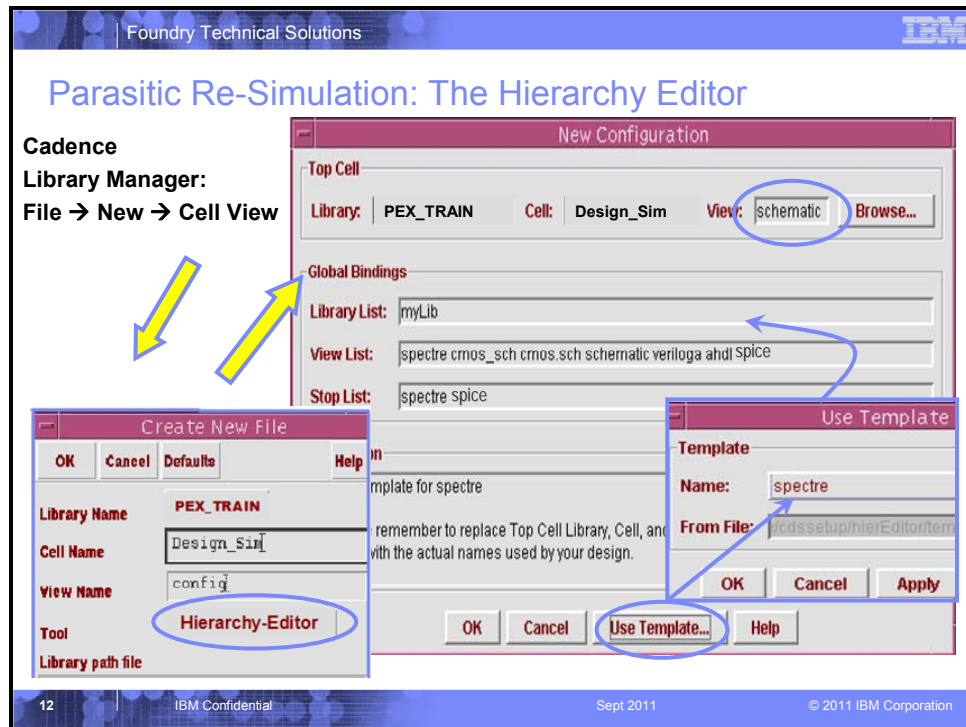 Foundry Technical Solutions
IBM
Parasitic Re-Simulation: The Hierarchy Editor
Cadence
Library Manager:
File → New → Cell View
New Configuration
Top Cell
Library: PEX_TRAIN Cell: Design_Sim View: schematic Browse...
Global Bindings
Library List: myLib
View List: spectre cmos_sch cmos.sch schematic veriloga ahdl spice
Stop List: spectre spice
mplate for spectre
remember to replace Top Cell Library, Cell, and
with the actual names used by your design.
OK Cancel Use Template... Help
Create New File
OK Cancel Defaults Help
Library Name PEX_TRAIN
Cell Name Design_Sim
View Name config
Tool Hierarchy-Editor
Library path file
Use Template
Template
Name: spectre
From File: /cdssetup/hierEditor/tem
OK Cancel Apply
12 IBM Confidential Sept 2011 © 2011 IBM Corporation